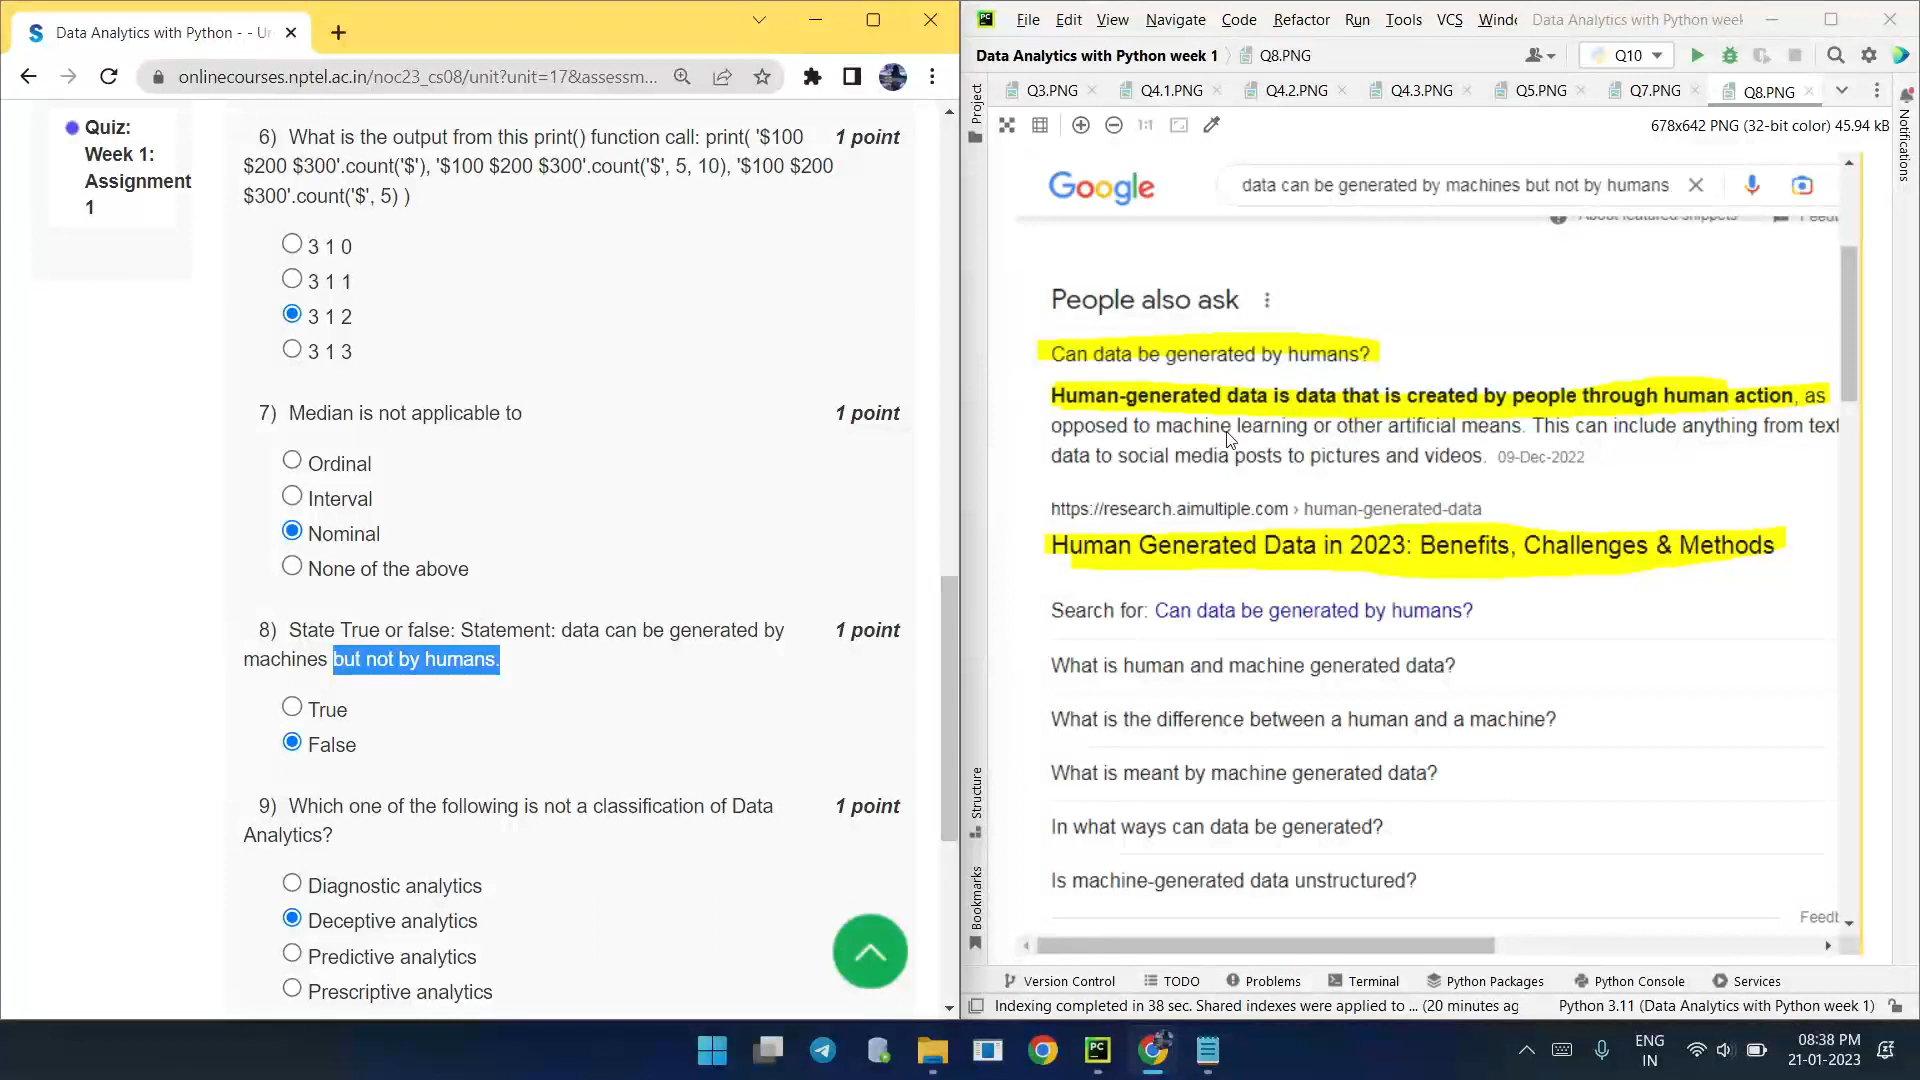 Data Analytics with Python - - Ur
onlinecourses.nptel.ac.in/noc23_cs08/unit?unit=17&assessm...
Quiz:
Week 1:
Assignment
1
6) What is the output from this print() function call: print( '$100
$200 $300'.count('$'), '$100 $200 $300'.count('$', 5, 10), '$100 $200
$300'.count('$', 5) )
1 point
3 1 0
3 1 1
3 1 2
3 1 3
7) Median is not applicable to
1 point
Ordinal
Interval
Nominal
None of the above
8) State True or false: Statement: data can be generated by
machines but not by humans.
1 point
True
False
9) Which one of the following is not a classification of Data
Analytics?
1 point
Diagnostic analytics
Deceptive analytics
Predictive analytics
Prescriptive analytics
PC File Edit View Navigate Code Refactor Run Tools VCS Windo Data Analytics with Python week
Data Analytics with Python week 1 Q8.PNG Q10
Project
Q3.PNG Q4.1.PNG Q4.2.PNG Q4.3.PNG Q5.PNG Q7.PNG Q8.PNG
Notifications
1:1
678x642 PNG (32-bit color) 45.94 kB
Google
data can be generated by machines but not by humans
About featured snippets
People also ask
Can data be generated by humans?
Human-generated data is data that is created by people through human action, as
opposed to machine learning or other artificial means. This can include anything from text
data to social media posts to pictures and videos. 09-Dec-2022
https://research.aimultiple.com › human-generated-data
Human Generated Data in 2023: Benefits, Challenges & Methods
Search for: Can data be generated by humans?
What is human and machine generated data?
What is the difference between a human and a machine?
What is meant by machine generated data?
In what ways can data be generated?
Is machine-generated data unstructured?
Feedb
Structure
Bookmarks
Version Control TODO Problems Terminal Python Packages Python Console Services
Indexing completed in 38 sec. Shared indexes were applied to ... (20 minutes ag Python 3.11 (Data Analytics with Python week 1)
PC
ENG
IN
08:38 PM
21-01-2023